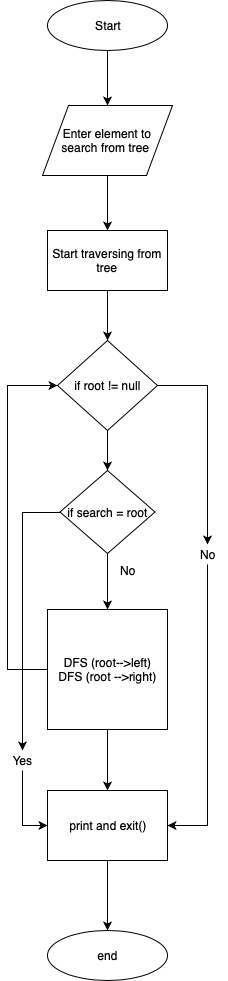 Start
Enter element to
search from tree
Start traversing from
tree
if root != null
if search = root
No
No
DFS (root-->left)
DFS (root -->right)
Yes
print and exit()
end